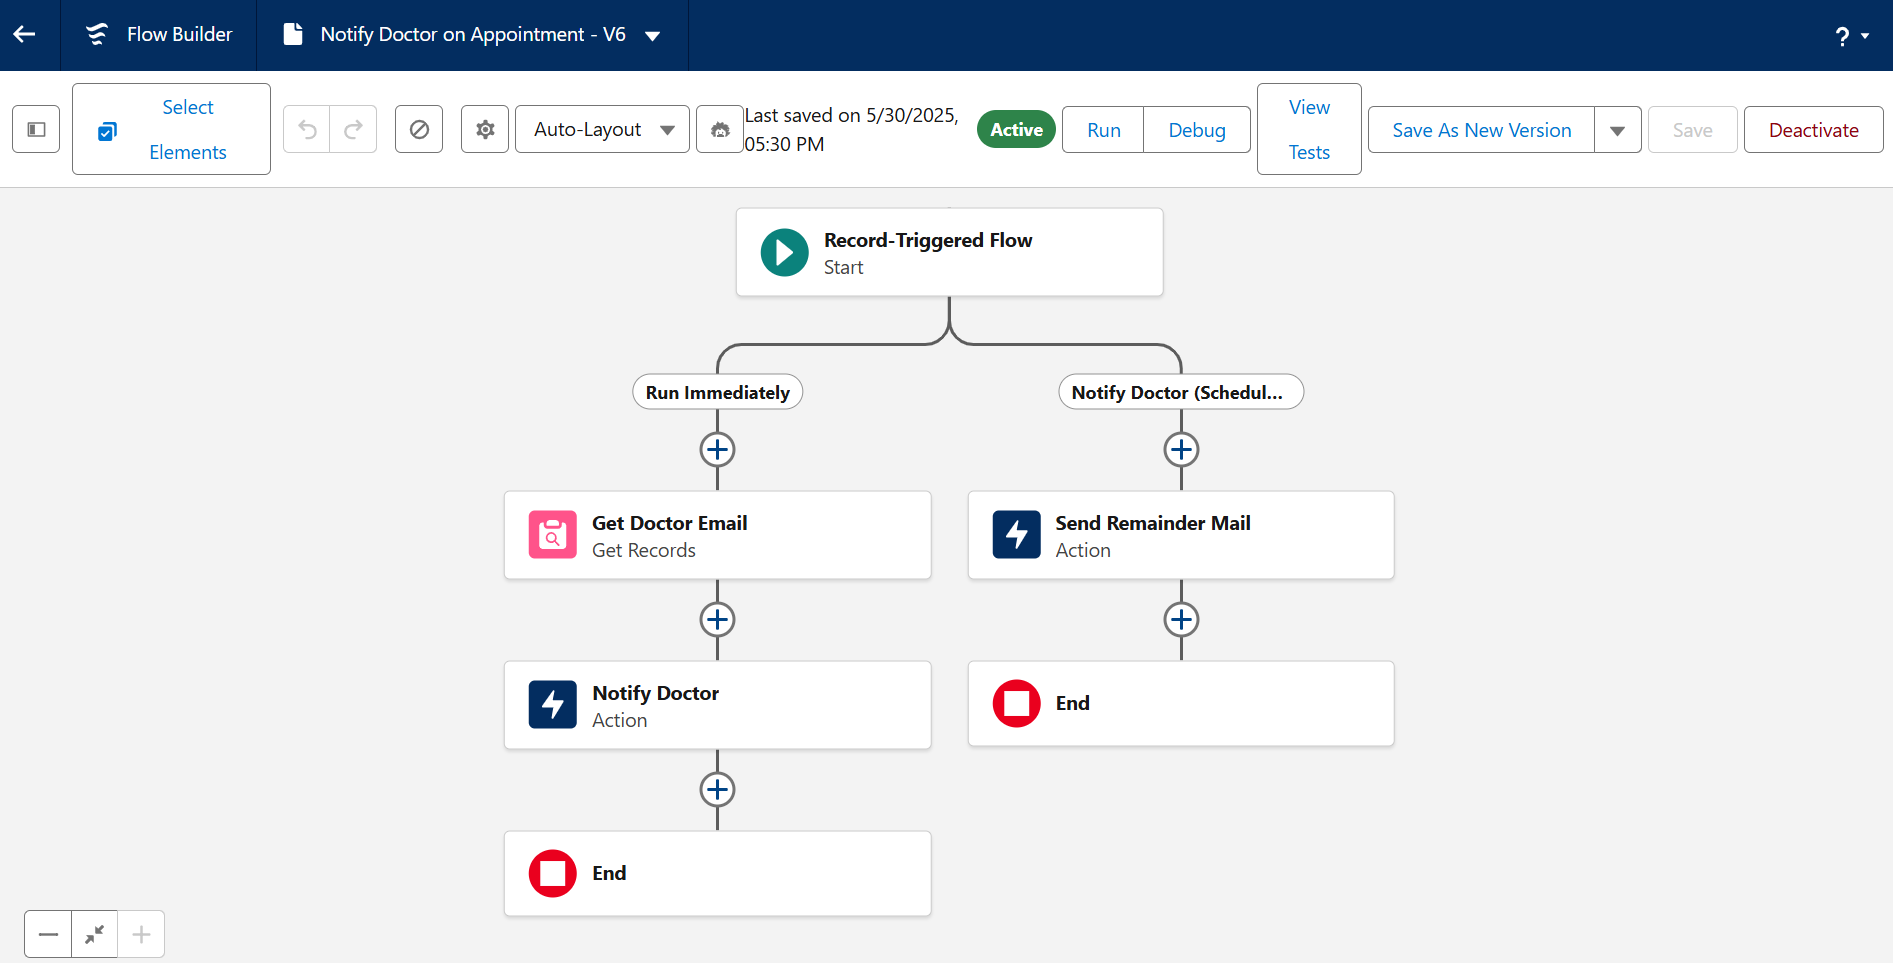 Flow Builder
Notify Doctor on Appointment - V6
?
Select
Elements
Auto-Layout
Last saved on 5/30/2025,
05:30 PM
Active
Run
Debug
View
Tests
Save As New Version
Save
Deactivate
Record-Triggered Flow
Start
Run Immediately
Notify Doctor (Schedul...
Get Doctor Email
Get Records
Send Remainder Mail
Action
Notify Doctor
Action
End
End